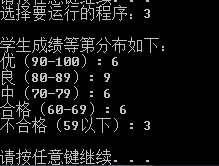 选择要运行的程序：3
学生成绩等第分布如下：
优（90-100）：6
良（80-89）：9
中（70-79）：6
合格（60-69）：6
不合格（59以下）：3
请按任意键继续. . .